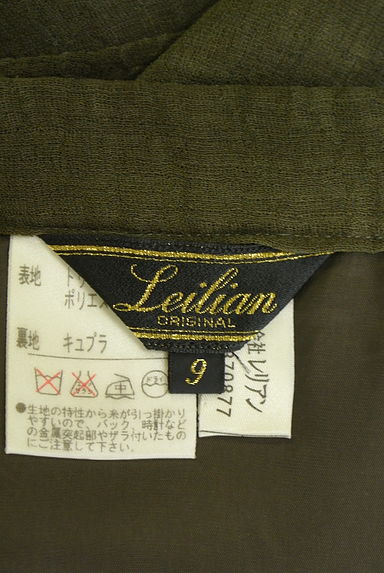 Leilian
ORIGINAL
9
表地
ポリエス
裏地 キュプラ
●生地の特性から糸が引っ掛かり
やすいので、バック、時計など
の金属突起部やザラ付いたもの
にご注意して下さい。
会社レリアン
70877